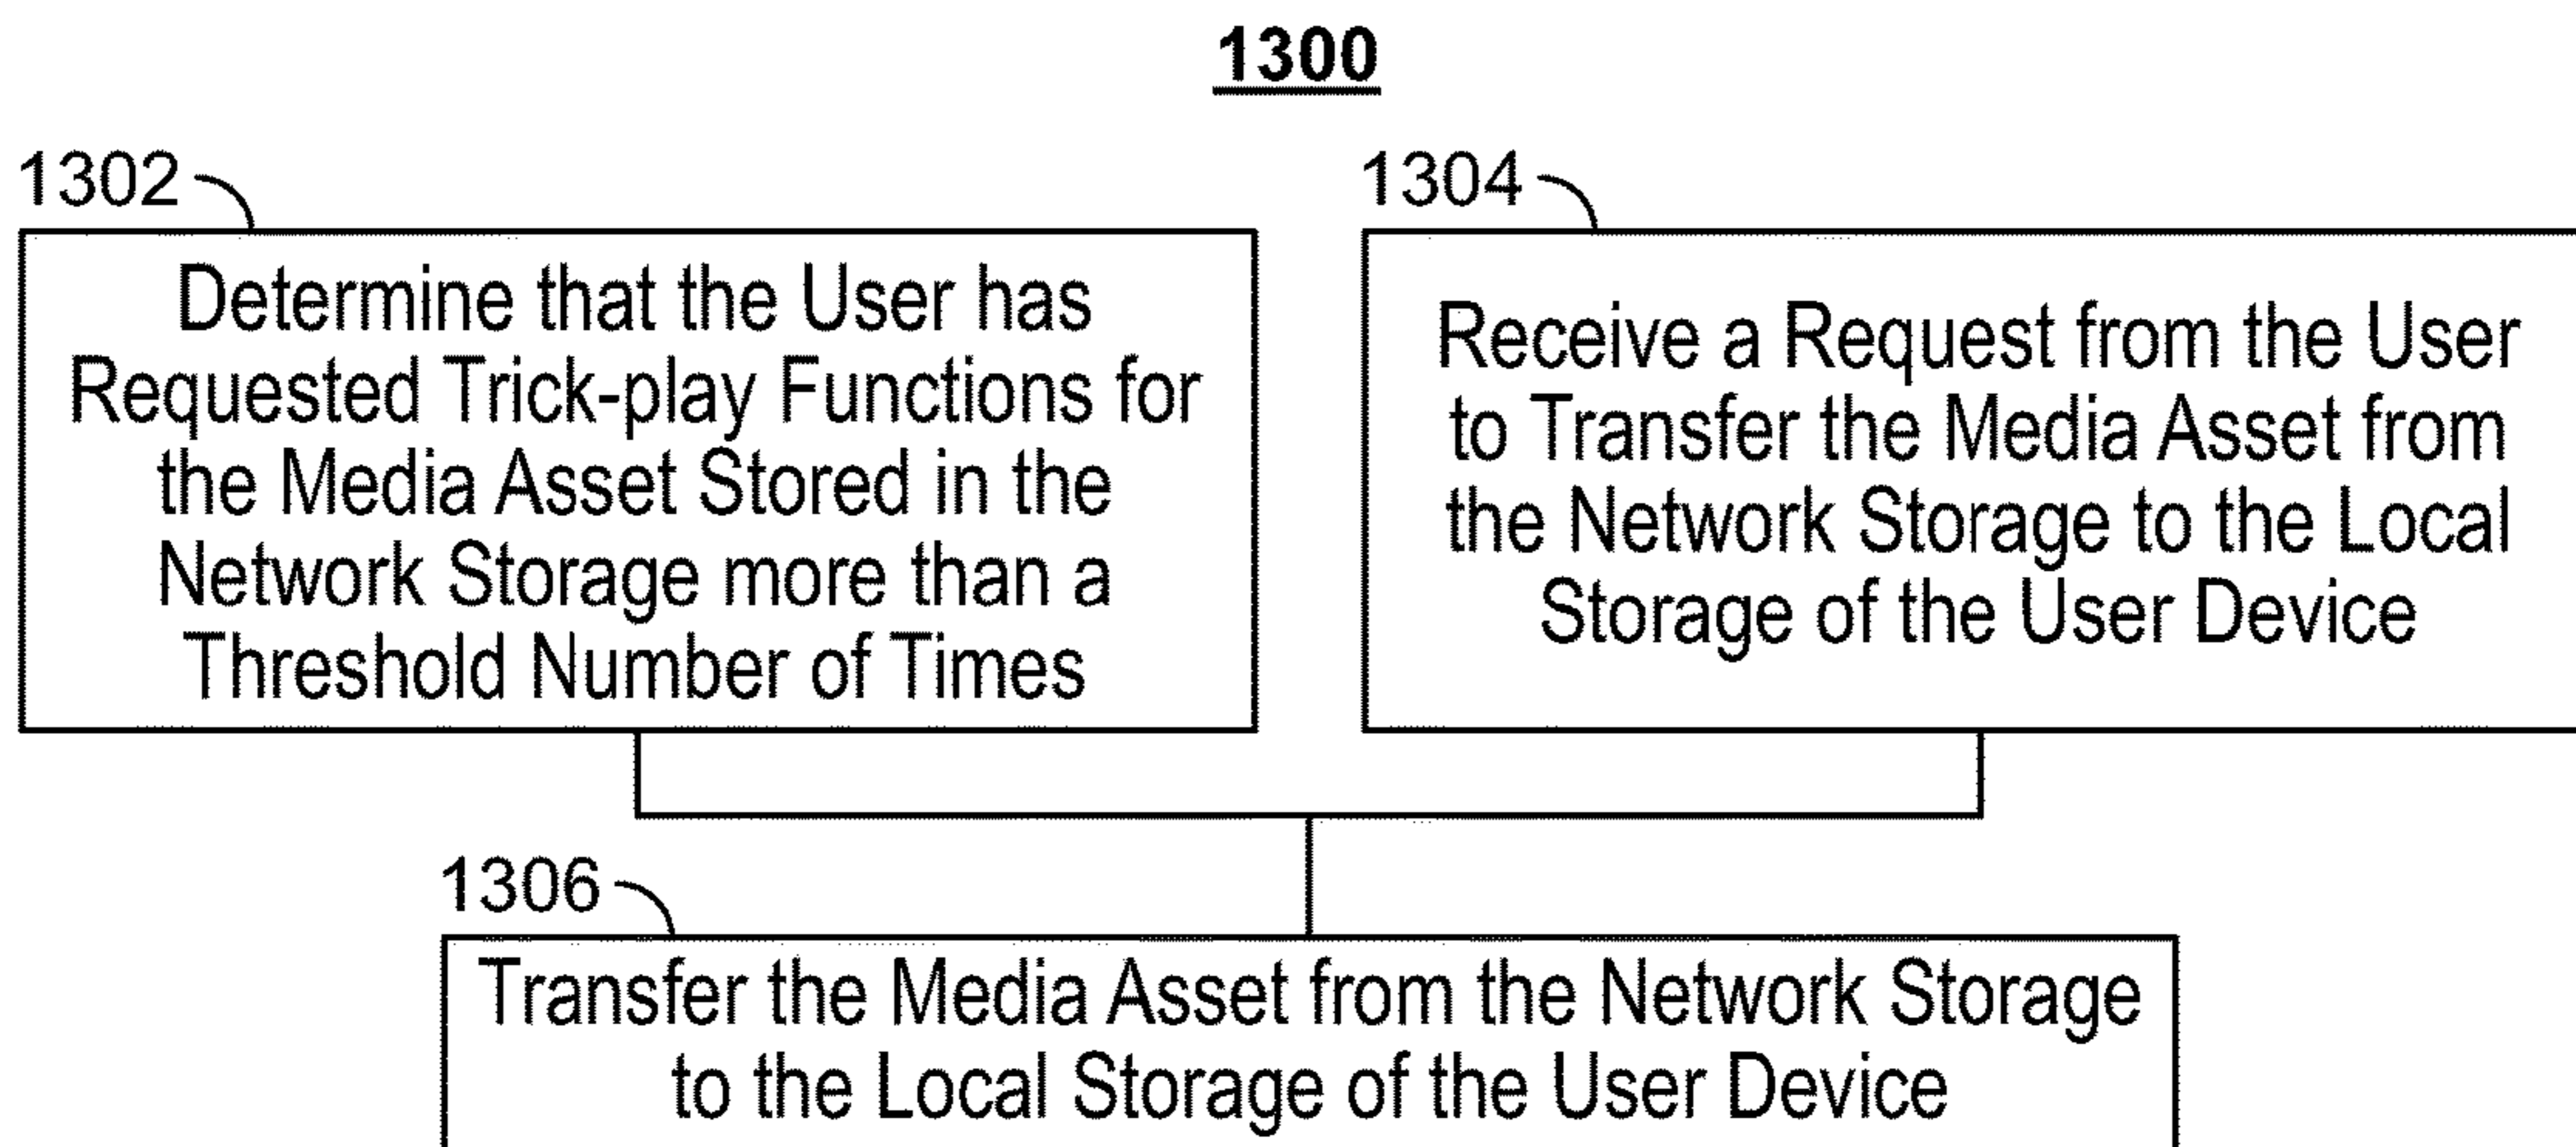 1300
1302
Determine that the User has
Requested Trick-play Functions for
the Media Asset Stored in the
Network Storage more than a
Threshold Number of Times
1304
Receive a Request from the User
to Transfer the Media Asset from
the Network Storage to the Local
Storage of the User Device
1306
Transfer the Media Asset from the Network Storage
to the Local Storage of the User Device